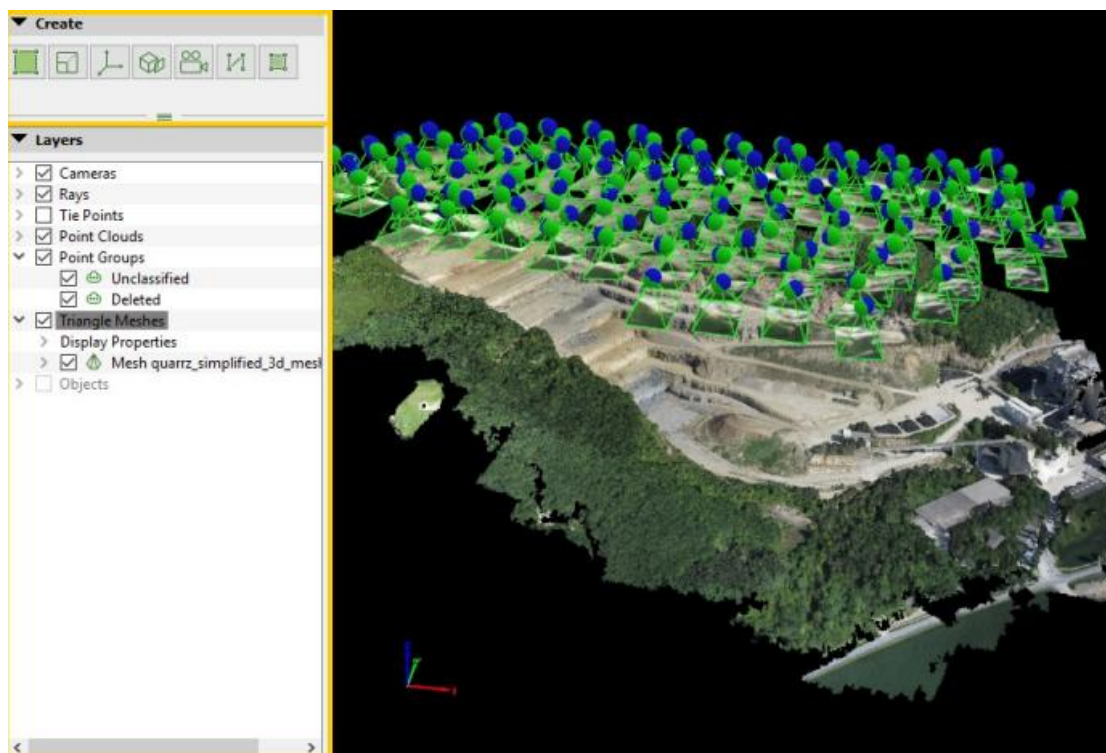 Create
Layers
Cameras
Rays
Tie Points
Point Clouds
Point Groups
Unclassified
Deleted
Triangle Meshes
Display Properties
Mesh quarrz_simplified_3d_mesl
Objects